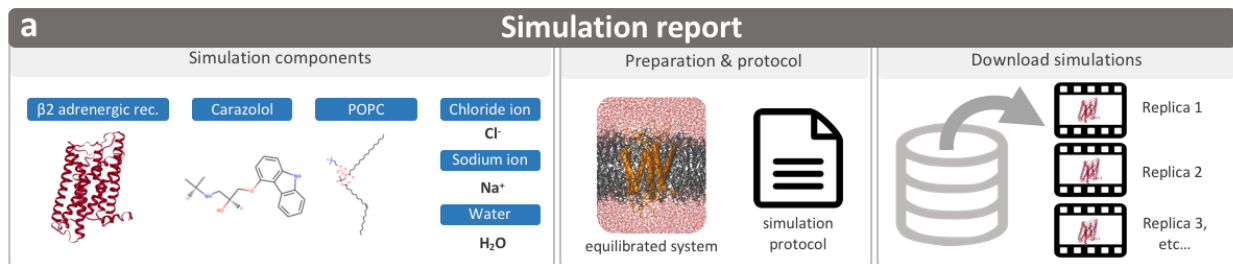 a
Simulation report
Simulation components
β2 adrenergic rec.
Carazolol
POPC
Chloride ion
Cl⁻
Sodium ion
Na⁺
Water
H₂O
Preparation & protocol
equilibrated system
simulation
protocol
Download simulations
Replica 1
Replica 2
Replica 3,
etc...